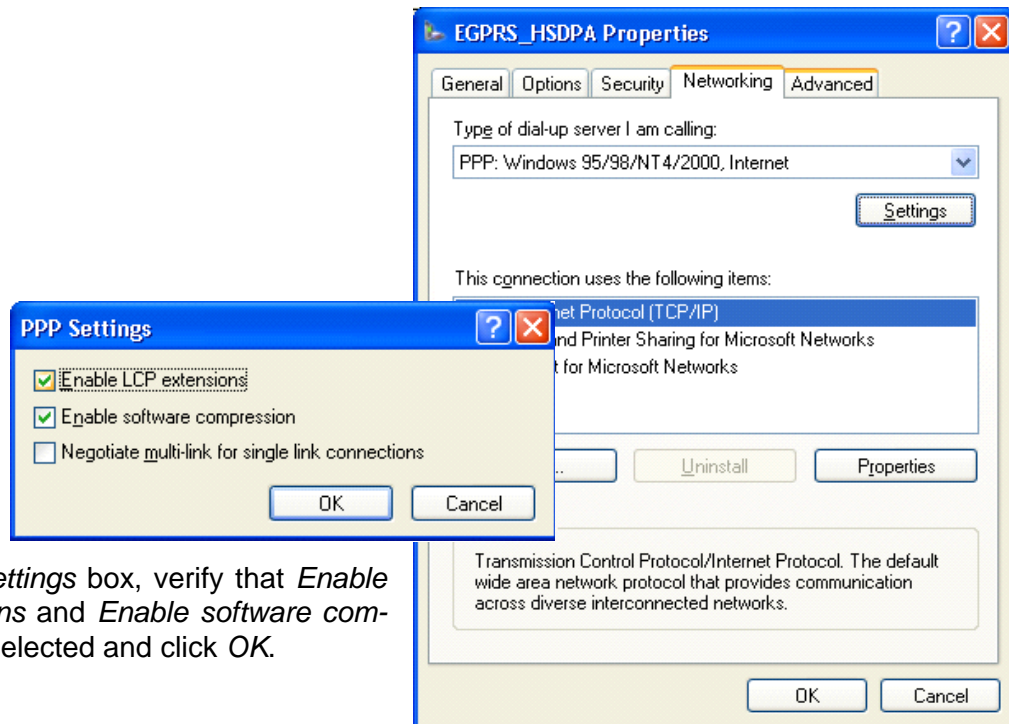 EGPRS_HSDPA Properties
General Options Security Networking Advanced
Type of dial-up server I am calling:
PPP: Windows 95/98/NT4/2000, Internet
Settings
This connection uses the following items:
et Protocol (TCP/IP)
nd Printer Sharing for Microsoft Networks
t for Microsoft Networks
... Uninstall Properties
Transmission Control Protocol/Internet Protocol. The default
wide area network protocol that provides communication
across diverse interconnected networks.
OK Cancel
PPP Settings
Enable LCP extensions
Enable software compression
Negotiate multi-link for single link connections
OK Cancel
ettings box, verify that Enable
ns and Enable software com-
elected and click OK.